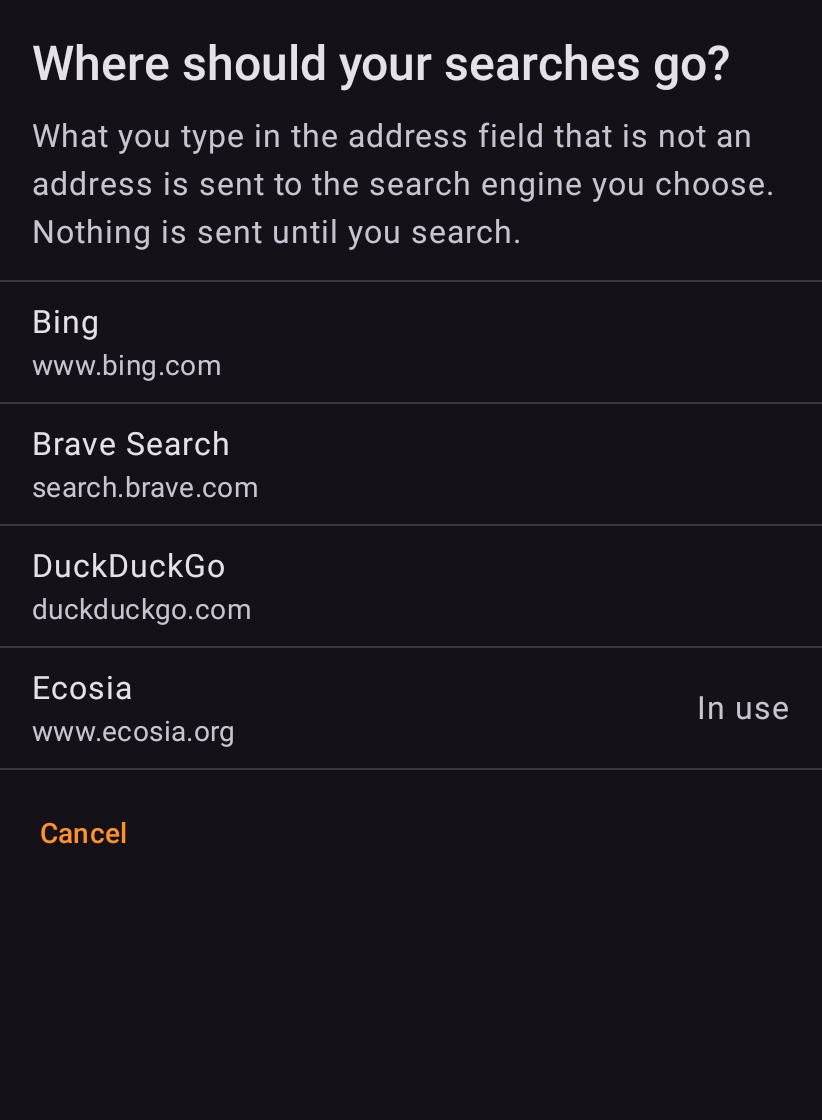 Where should your searches go?
What you type in the address field that is not an
address is sent to the search engine you choose.
Nothing is sent until you search.
Bing
www.bing.com
Brave Search
search.brave.com
DuckDuckGo
duckduckgo.com
Ecosia
www.ecosia.org
In use
Cancel